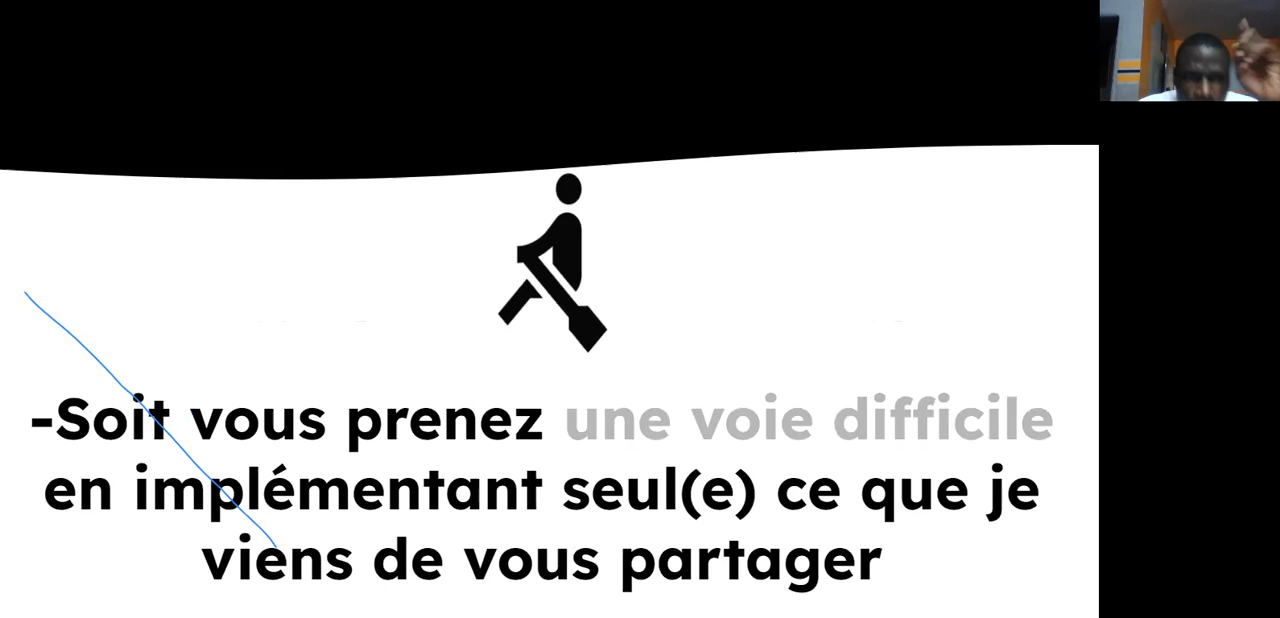 -Soit vous prenez une voie difficile
en implémentant seul(e) ce que je
viens de vous partager